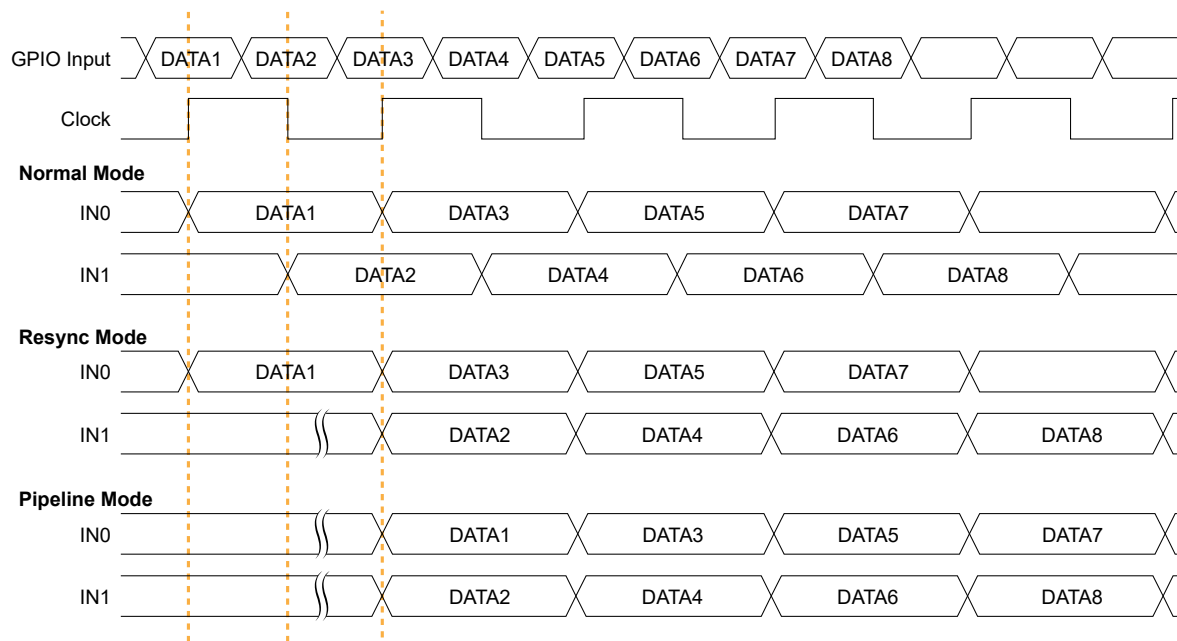 GPIO Input DATA1 DATA2 DATA3 DATA4 DATA5 DATA6 DATA7 DATA8
Clock
Normal Mode
IN0 DATA1 DATA3 DATA5 DATA7
IN1 DATA2 DATA4 DATA6 DATA8
Resync Mode
IN0 DATA1 DATA3 DATA5 DATA7
IN1 DATA2 DATA4 DATA6 DATA8
Pipeline Mode
IN0 DATA1 DATA3 DATA5 DATA7
IN1 DATA2 DATA4 DATA6 DATA8